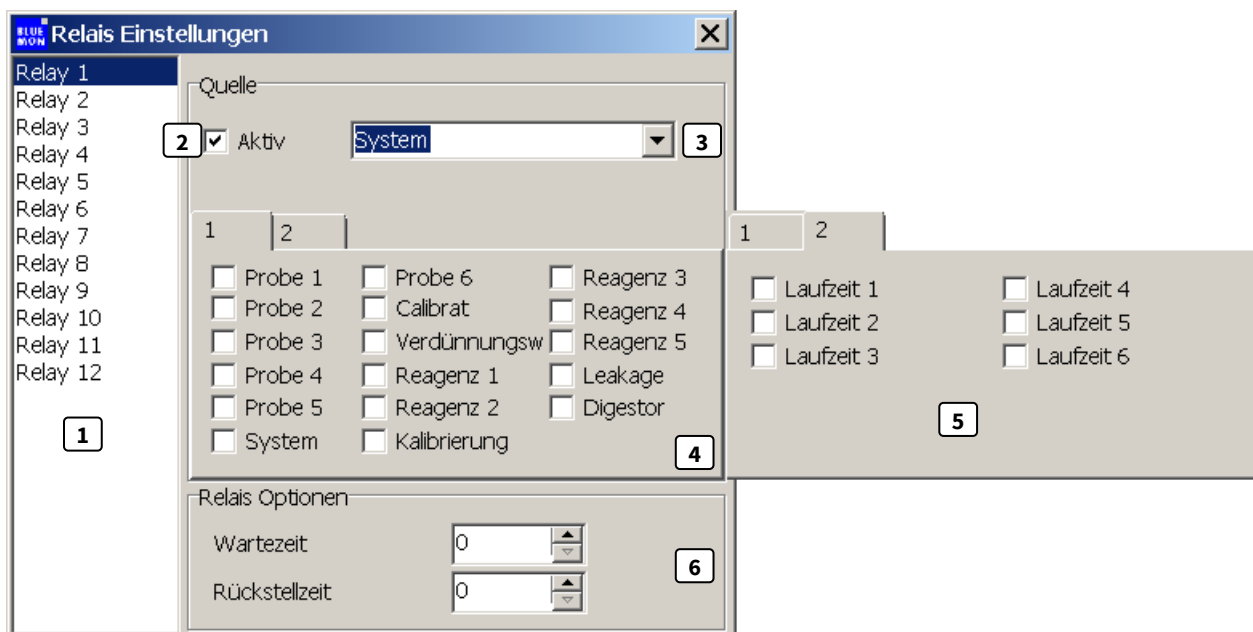 BLUE MON Relais Einstellungen
Relay 1
Relay 2
Relay 3
Relay 4
Relay 5
Relay 6
Relay 7
Relay 8
Relay 9
Relay 10
Relay 11
Relay 12
1
Quelle
2 Aktiv System 3
1 2
Probe 1 Probe 6 Reagenz 3
Probe 2 Calibrat Reagenz 4
Probe 3 Verdünnungsw Reagenz 5
Probe 4 Reagenz 1 Leakage
Probe 5 Reagenz 2 Digestor
System Kalibrierung
4
1 2
Laufzeit 1 Laufzeit 4
Laufzeit 2 Laufzeit 5
Laufzeit 3 Laufzeit 6
5
Relais Optionen
Wartezeit 0
Rückstellzeit 0
6